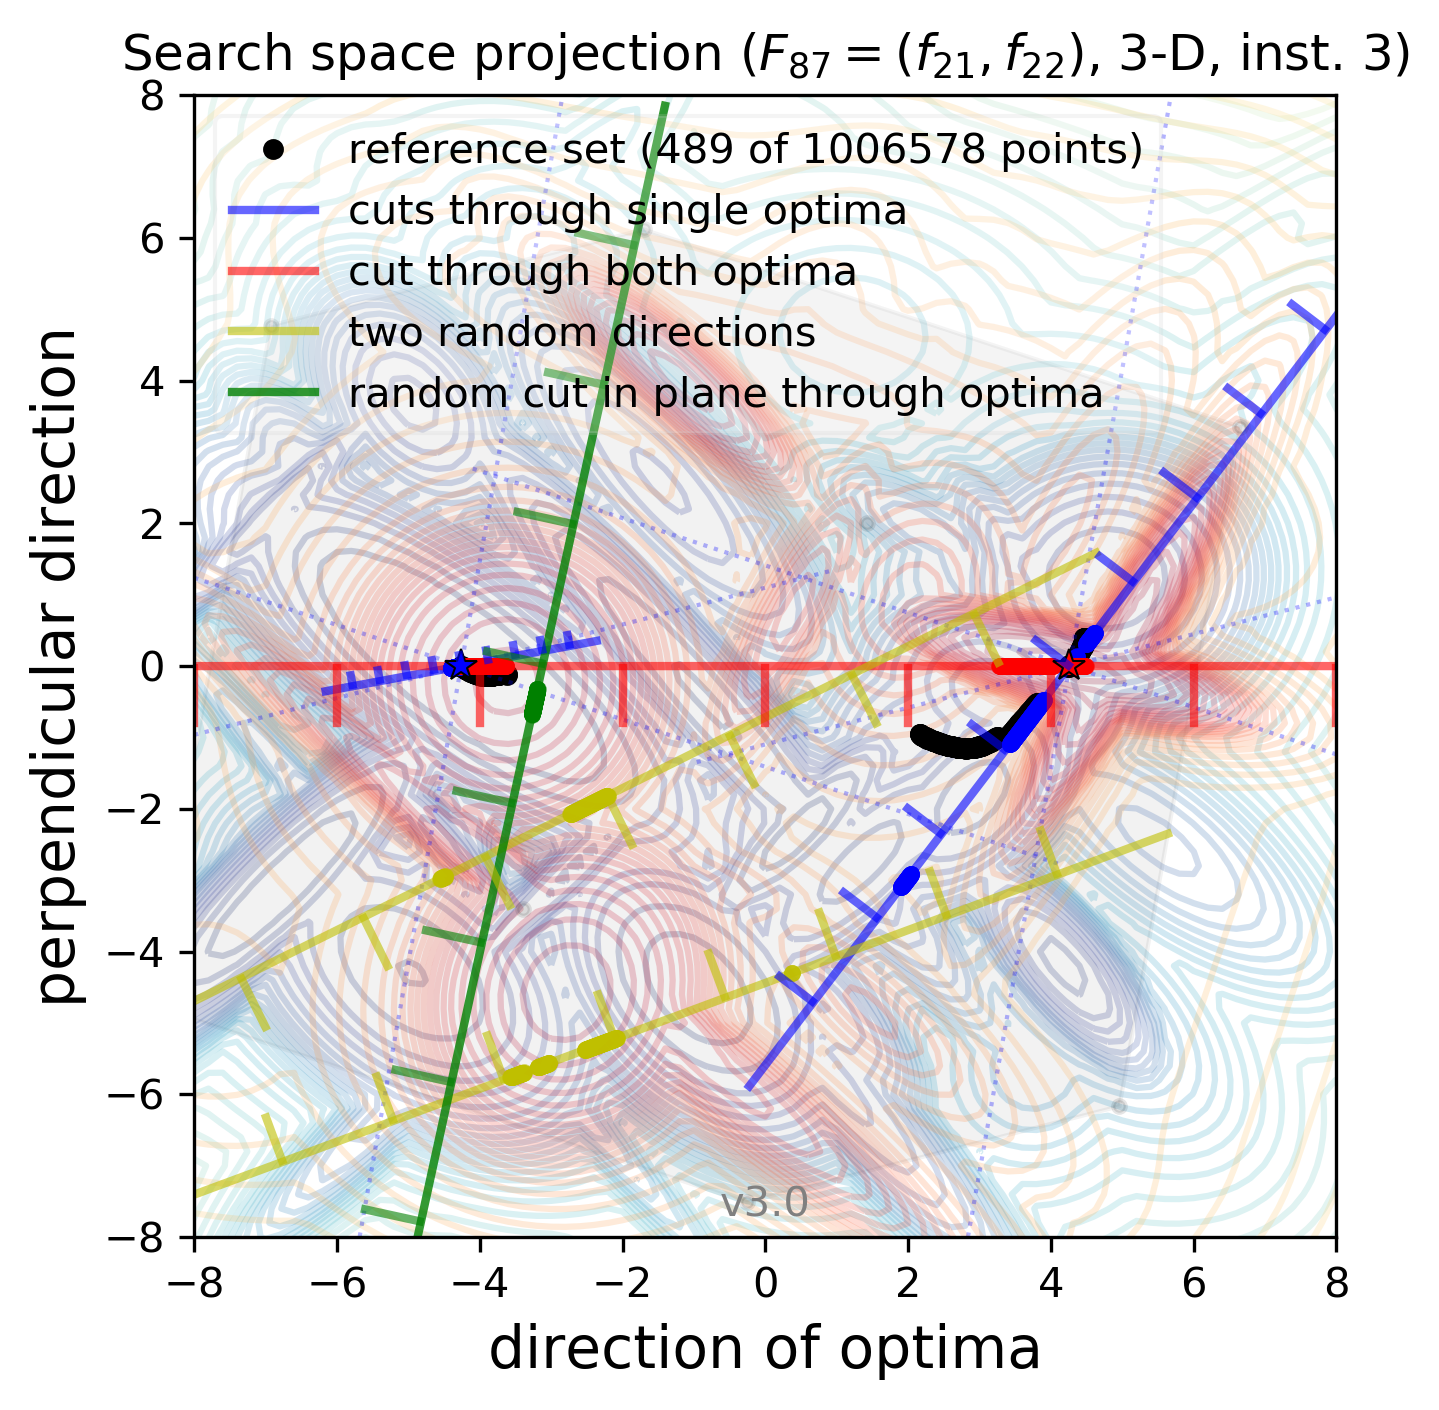 Search space projection (F₈₇ = (f₂₁, f₂₂), 3-D, inst. 3)
reference set (489 of 1006578 points)
cuts through single optima
cut through both optima
two random directions
random cut in plane through optima
perpendicular direction
8
6
4
2
0
−2
−4
−6
−8
v3.0
−8 −6 −4 −2 0 2 4 6 8
direction of optima